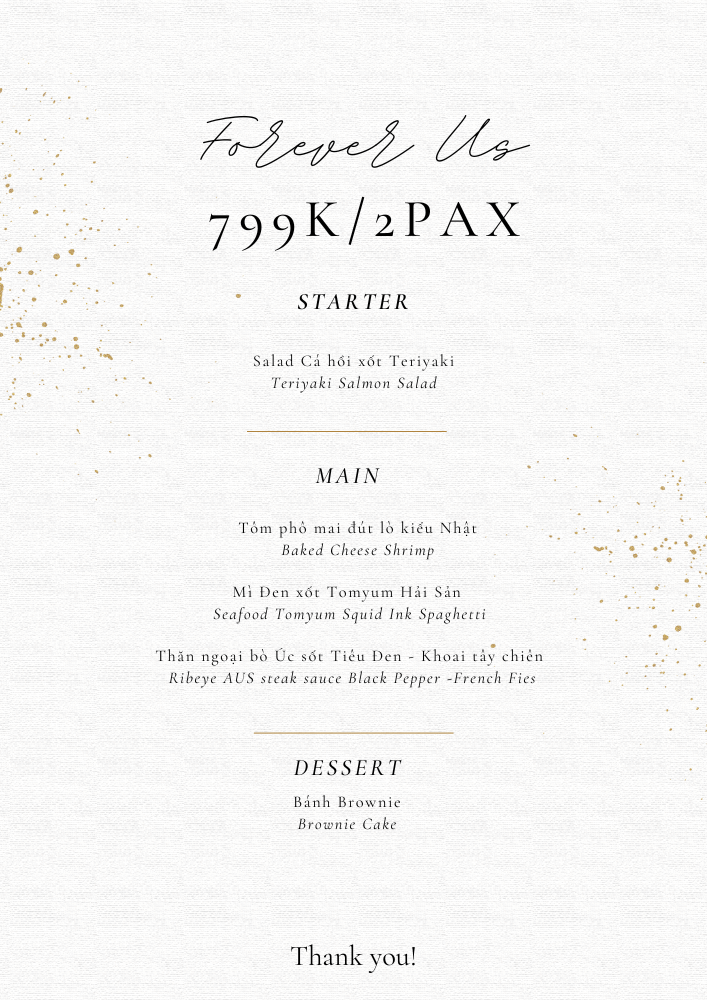 Forever Us
799K/2PAX
STARTER
Salad Cá hồi xốt Teriyaki
Teriyaki Salmon Salad
MAIN
Tôm phô mai đút lò kiểu Nhật
Baked Cheese Shrimp
Mì Đen xốt Tomyum Hải Sản
Seafood Tomyum Squid Ink Spaghetti
Thăn ngoại bò Úc sốt Tiêu Đen - Khoai tây chiên
Ribeye AUS steak sauce Black Pepper -French Fies
DESSERT
Bánh Brownie
Brownie Cake
Thank you!